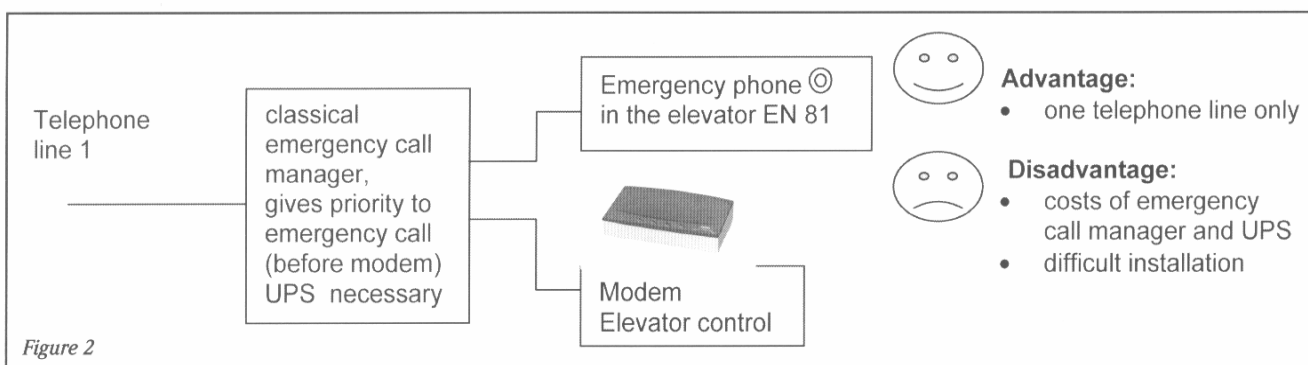 Telephone
line 1
classical
emergency call
manager,
gives priority to
emergency call
(before modem)
UPS necessary
Emergency phone
in the elevator EN 81
Modem
Elevator control
Advantage:
• one telephone line only
Disadvantage:
• costs of emergency
call manager and UPS
• difficult installation
Figure 2